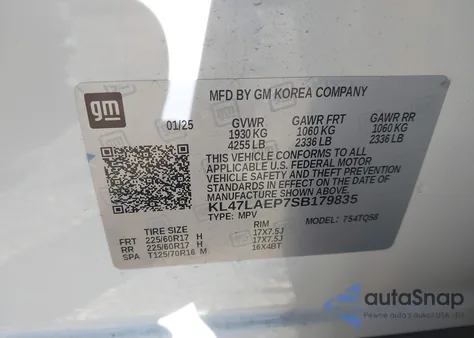 gm
MFD BY GM KOREA COMPANY
01/25 GVWR GAWR FRT GAWR RR
1930 KG 1060 KG 1060 KG
4255 LB 2336 LB 2336 LB
THIS VEHICLE CONFORMS TO ALL
APPLICABLE U.S. FEDERAL MOTOR
VEHICLE SAFETY AND THEFT
PREVENTION STANDARDS IN
EFFECT ON THE DATE OF
MANUFACTURE SHOWN ABOVE.
KL47LAEP7SB179835
TYPE: MPV MODEL: 7S4TQ58
TIRE SIZE RIM
FRT 225/60R17 H 17X7.5J
RR 225/60R17 H 17X7.5J
SPA T125/70R16 M 16X4BT
autoSnap